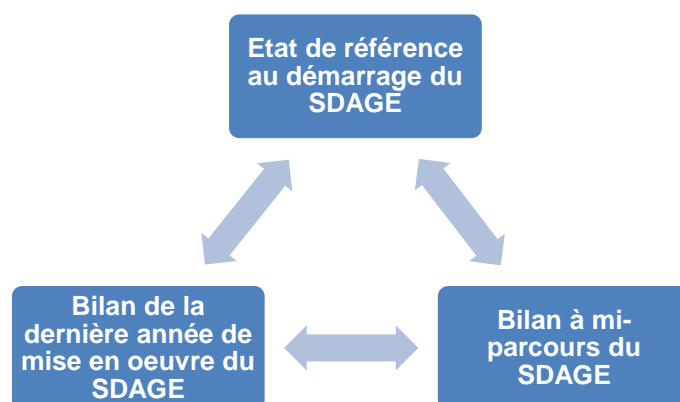 Etat de référence
au démarrage du
SDAGE
Bilan de la
dernière année de
mise en oeuvre du
SDAGE
Bilan à mi-
parcours du
SDAGE